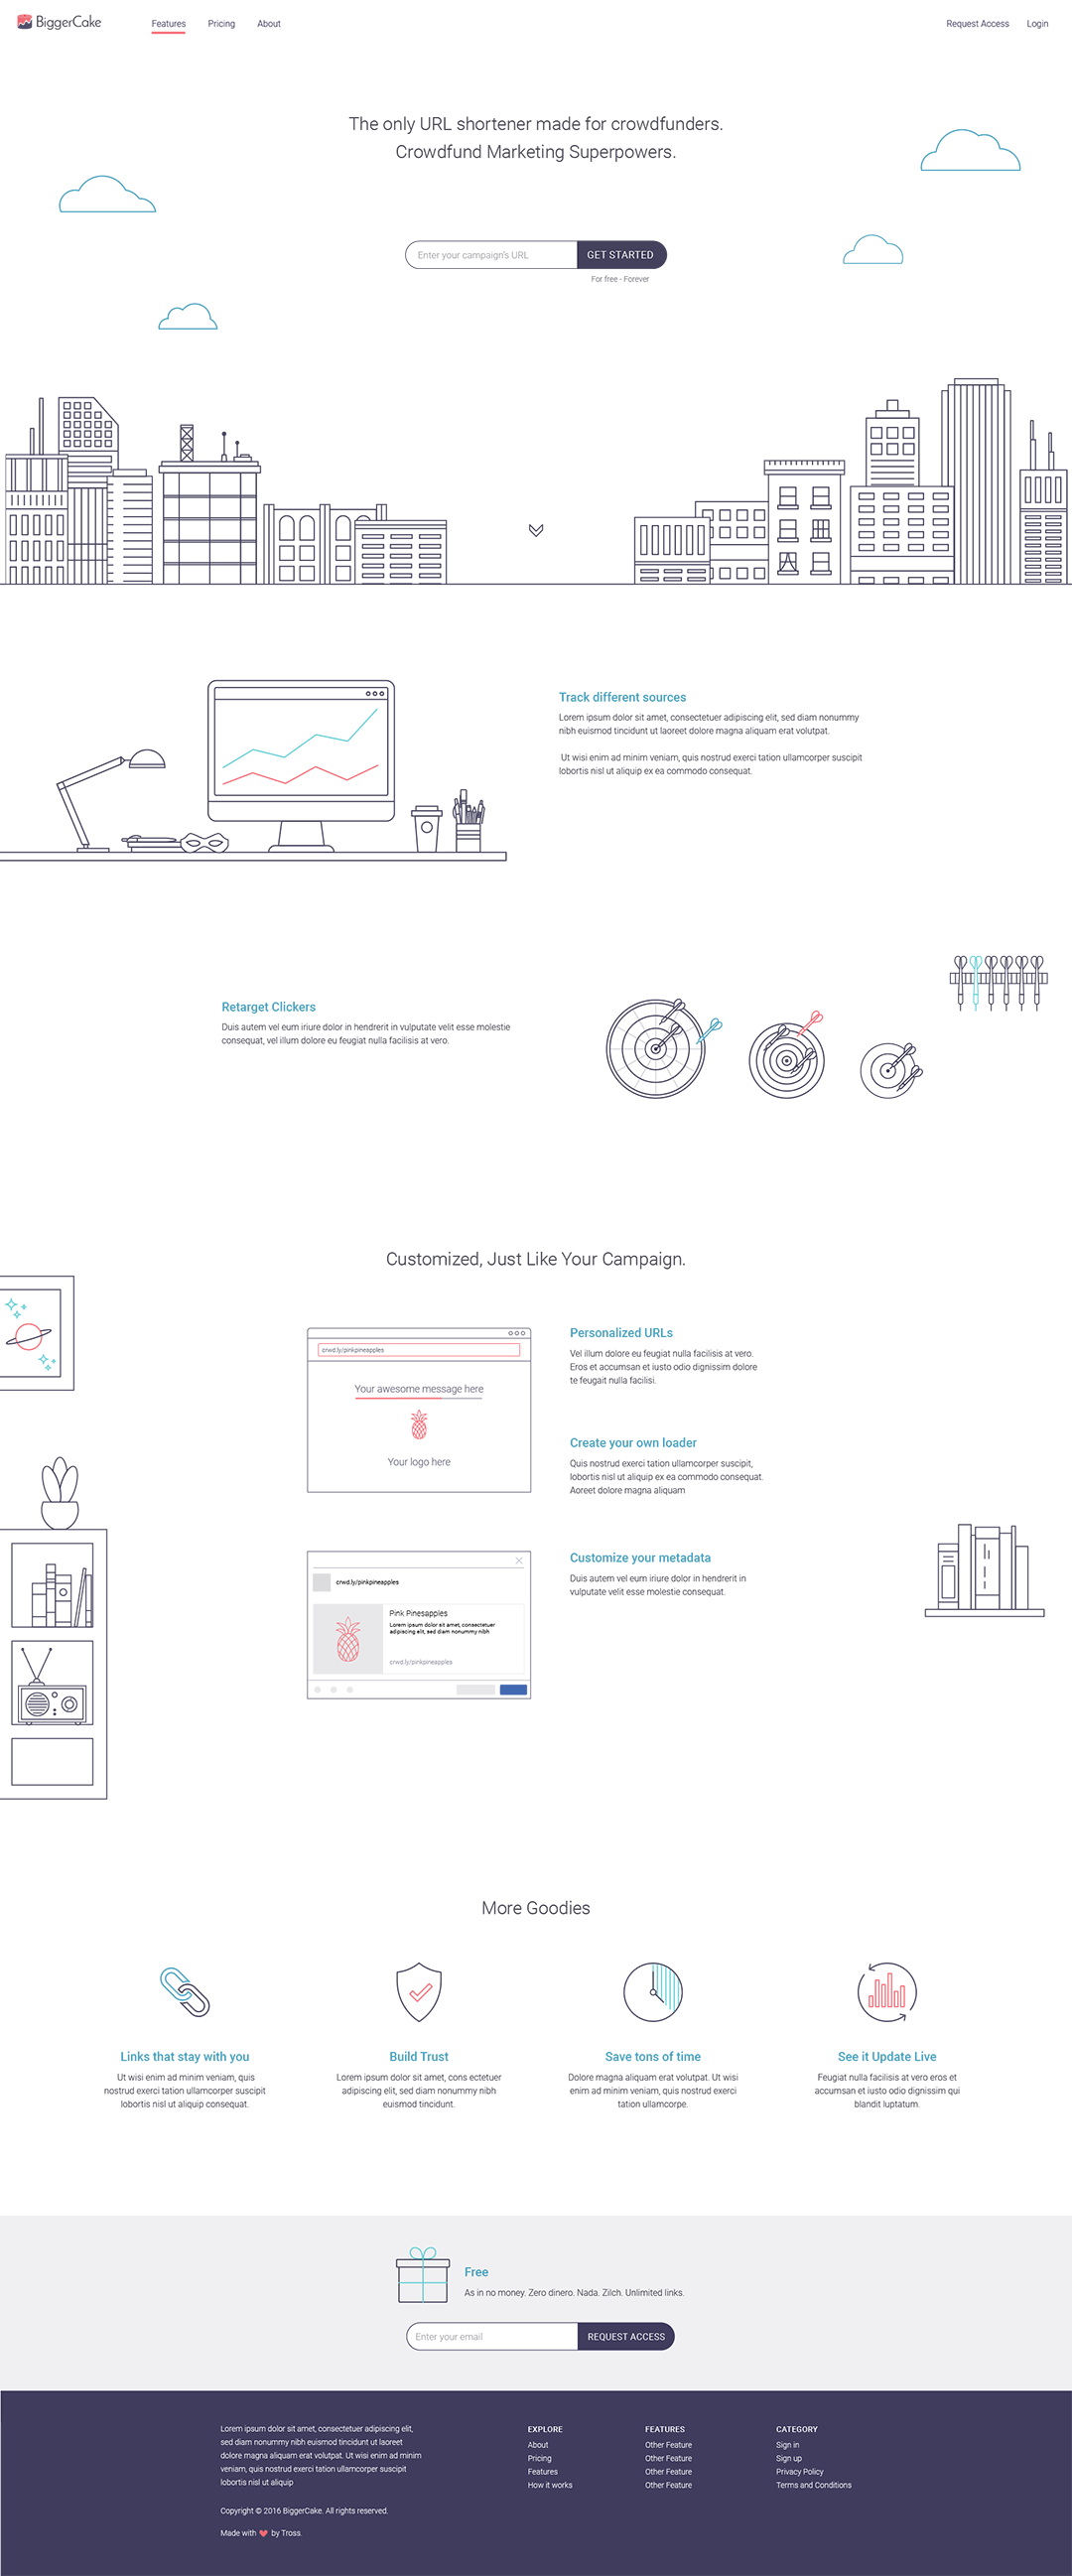 BiggerCake
Features
Pricing
About
Request Access
Login
The only URL shortener made for crowdfunders.
Crowdfund Marketing Superpowers.
Enter your campaign's URL
GET STARTED
For free - Forever
Track different sources
Lorem ipsum dolor sit amet, consectetuer adipiscing elit, sed diam nonummy
nibh euismod tincidunt ut laoreet dolore magna aliquam erat volutpat.
Ut wisi enim ad minim veniam, quis nostrud exerci tation ullamcorper suscipit
lobortis nisl ut aliquip ex ea commodo consequat.
Retarget Clickers
Duis autem vel eum iriure dolor in hendrerit in vulputate velit esse molestie
consequat, vel illum dolore eu feugiat nulla facilisis at vero.
Customized, Just Like Your Campaign.
crwd.ly/pinkpineapples
Your awesome message here
Your logo here
Personalized URLs
Vel illum dolore eu feugiat nulla facilisis at vero.
Eros et accumsan et iusto odio dignissim dolore
te feugait nulla facilisi.
Create your own loader
Quis nostrud exerci tation ullamcorper suscipit,
lobortis nisl ut aliquip ex ea commodo consequat.
Aoreet dolore magna aliquam
crwd.ly/pinkpineapples
Pink Pinesapples
Lorem ipsum dolor sit amet, consectetuer
adipiscing elit, sed diam nonummy nibh
crwd.ly/pinkpineapples
Customize your metadata
Duis autem vel eum iriure dolor in hendrerit in
vulputate velit esse molestie consequat.
More Goodies
Links that stay with you
Ut wisi enim ad minim veniam, quis
nostrud exerci tation ullamcorper suscipit
lobortis nisl ut aliquip consequat.
Build Trust
Lorem ipsum dolor sit amet, cons ectetuer
adipiscing elit, sed diam nonummy nibh
euismod tincidunt.
Save tons of time
Dolore magna aliquam erat volutpat. Ut wisi
enim ad minim veniam, quis nostrud exerci
tation ullamcorpe.
See it Update Live
Feugiat nulla facilisis at vero eros et
accumsan et iusto odio dignissim qui
blandit luptatum.
Free
As in no money. Zero dinero. Nada. Zilch. Unlimited links.
Enter your email
REQUEST ACCESS
Lorem ipsum dolor sit amet, consectetuer adipiscing elit,
sed diam nonummy nibh euismod tincidunt ut laoreet
dolore magna aliquam erat volutpat. Ut wisi enim ad minim
veniam, quis nostrud exerci tation ullamcorper suscipit
lobortis nisl ut aliquip
Copyright © 2016 BiggerCake. All rights reserved.
Made with ❤ by Tross.
EXPLORE
About
Pricing
Features
How it works
FEATURES
Other Feature
Other Feature
Other Feature
Other Feature
CATEGORY
Sign in
Sign up
Privacy Policy
Terms and Conditions